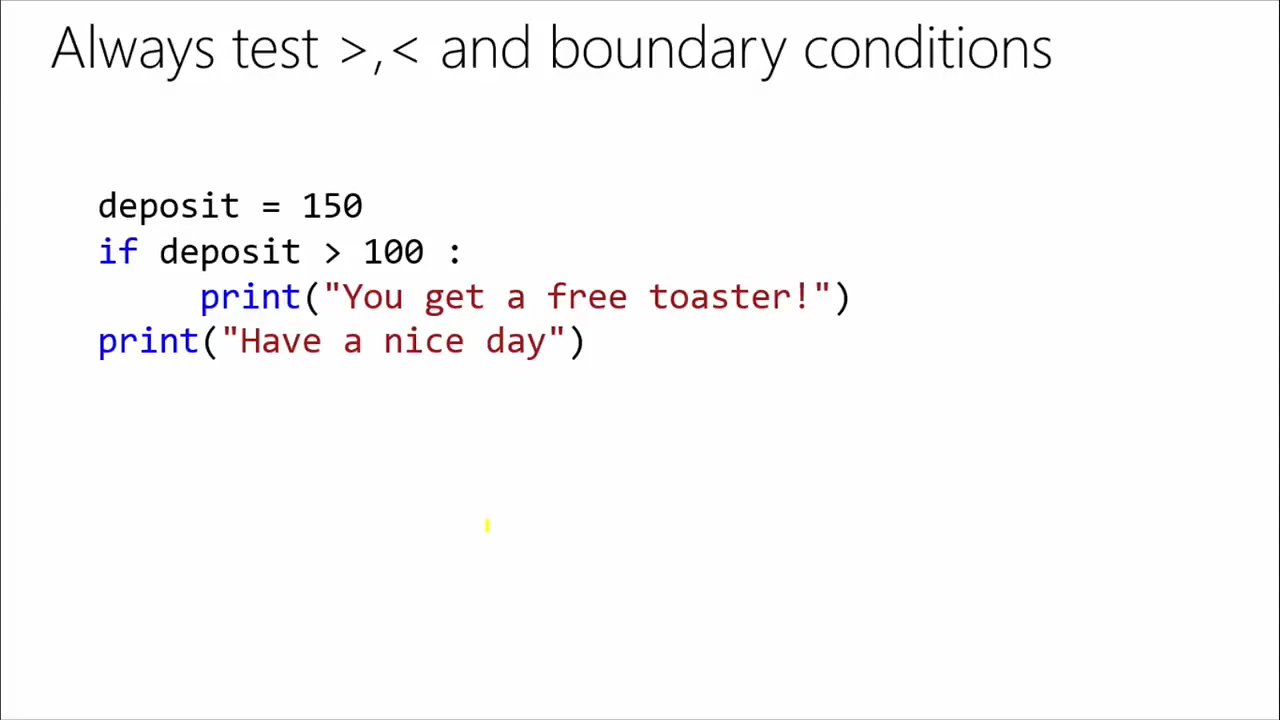 Always test >,< and boundary conditions
deposit = 150
if deposit > 100 :
print("You get a free toaster!")
print("Have a nice day")